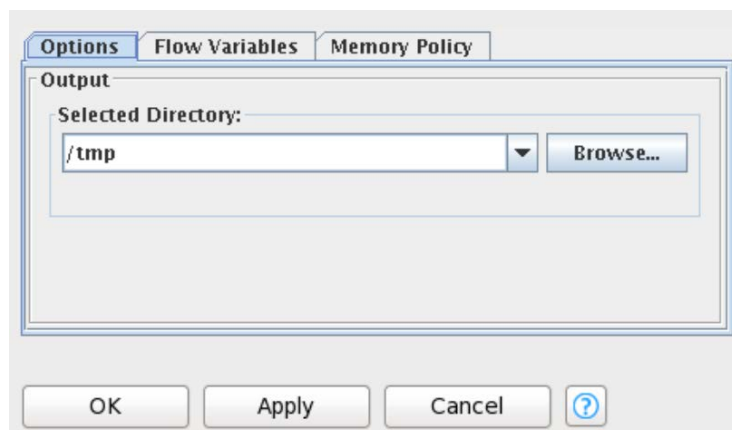 Options Flow Variables Memory Policy
Output
Selected Directory:
/tmp Browse...
OK Apply Cancel ?